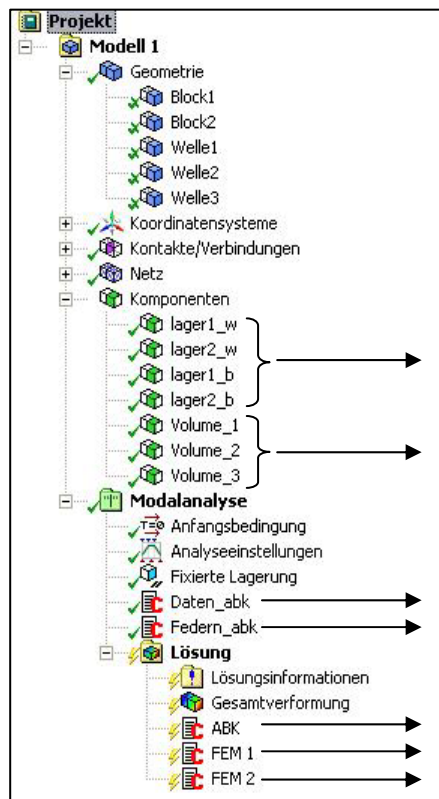 Projekt
Modell 1
Geometrie
Block1
Block2
Welle1
Welle2
Welle3
Koordinatensysteme
Kontakte/Verbindungen
Netz
Komponenten
lager1_w
lager2_w
lager1_b
lager2_b
Volume_1
Volume_2
Volume_3
Modalanalyse
T=0 Anfangsbedingung
Analyseeinstellungen
Fixierte Lagerung
Daten_abk
Federn_abk
Lösung
Lösungsinformationen
Gesamtverformung
ABK
FEM 1
FEM 2